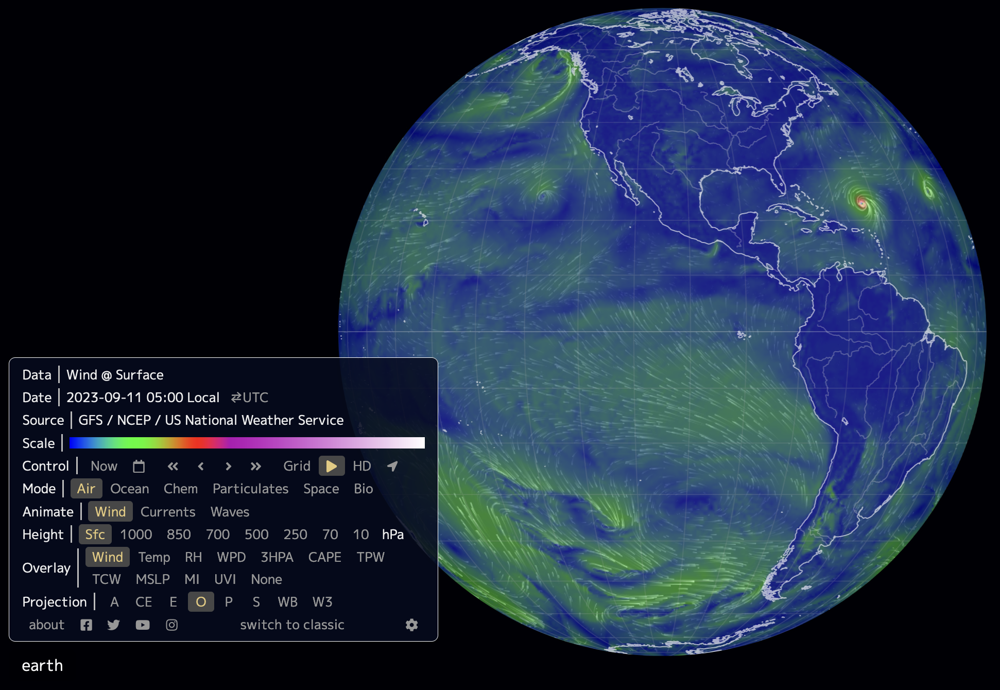 Data | Wind @ Surface
Date | 2023-09-11 05:00 Local ⇄UTC
Source | GFS / NCEP / US National Weather Service
Scale |
Control | Now « ‹ › » Grid HD
Mode | Air Ocean Chem Particulates Space Bio
Animate | Wind Currents Waves
Height | Sfc 1000 850 700 500 250 70 10 hPa
Overlay | Wind Temp RH WPD 3HPA CAPE TPW
TCW MSLP MI UVI None
Projection | A CE E O P S WB W3
about switch to classic
earth